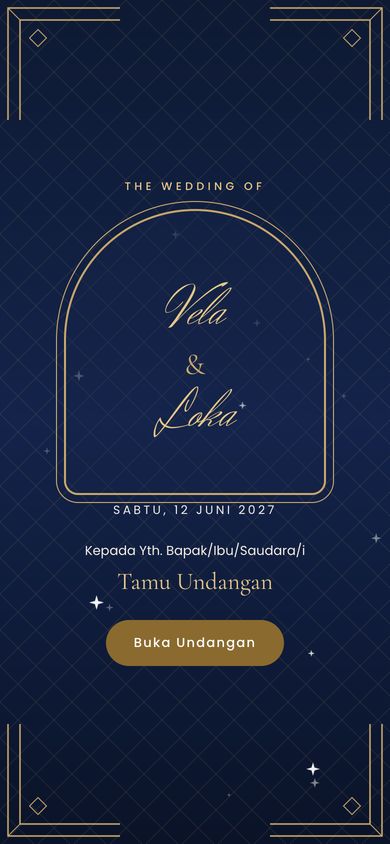 THE WEDDING OF
Vela
&
Loka
SABTU, 12 JUNI 2027
Kepada Yth. Bapak/Ibu/Saudara/i
Tamu Undangan
Buka Undangan